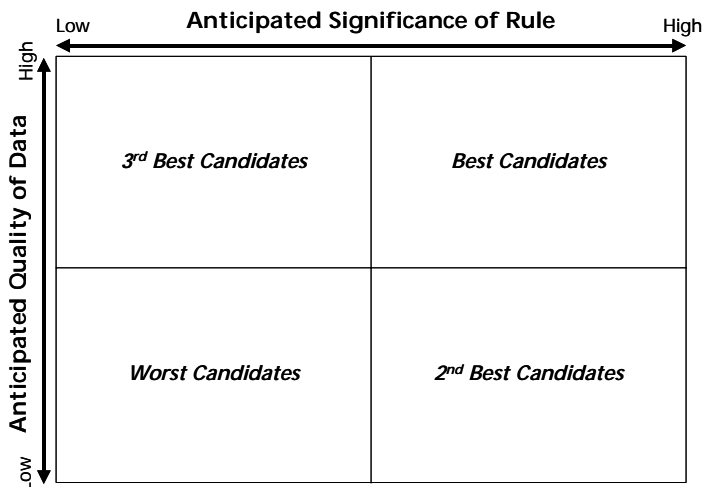 Anticipated Significance of Rule
Low
High
High
Anticipated Quality of Data
Low
3rd Best Candidates
Best Candidates
Worst Candidates
2nd Best Candidates